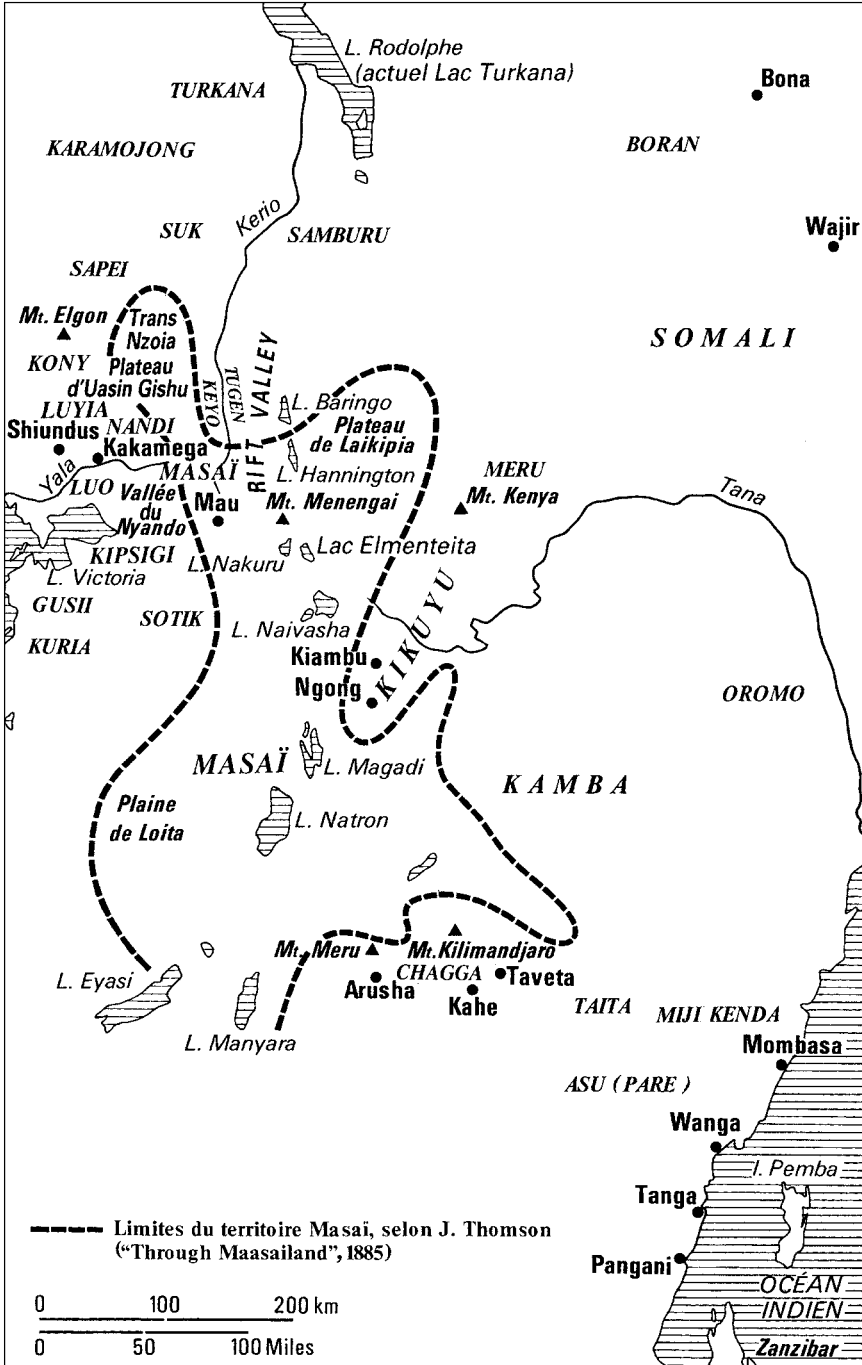 L. Rodolphe
(actuel Lac Turkana)
Bona
TURKANA
BORAN
KARAMOJONG
Kerio
SUK
SAMBURU
Wajir
SAPEI
Mt. Elgon
Trans
Nzoia
SOMALI
KONY
Plateau
d'Uasin Gishu
TUGEN
KEYO
RIFT VALLEY
L. Baringo
LUYIA
Plateau
de Laikipia
NANDI
Shiundus
Kakamega
MASAÏ
L. Hannington
MERU
Yala
LUO
Vallée
du
Nyando
Mau
Mt. Menengai
Mt. Kenya
Tana
KIPSIGI
L. Nakuru
Lac Elmenteita
L. Victoria
GUSII
SOTIK
L. Naivasha
KURIA
Kiambu
KIKUYU
Ngong
OROMO
MASAÏ
L. Magadi
KAMBA
Plaine
de Loita
L. Natron
Mt. Meru
Mt. Kilimandjaro
L. Eyasi
CHAGGA
Taveta
Arusha
Kahe
TAITA
MIJI KENDA
L. Manyara
Mombasa
ASU (PARE)
Wanga
I. Pemba
Tanga
Limites du territoire Masaï, selon J. Thomson
("Through Maasailand", 1885)
Pangani
OCÉAN
INDIEN
0 100 200 km
0 50 100 Miles
Zanzibar